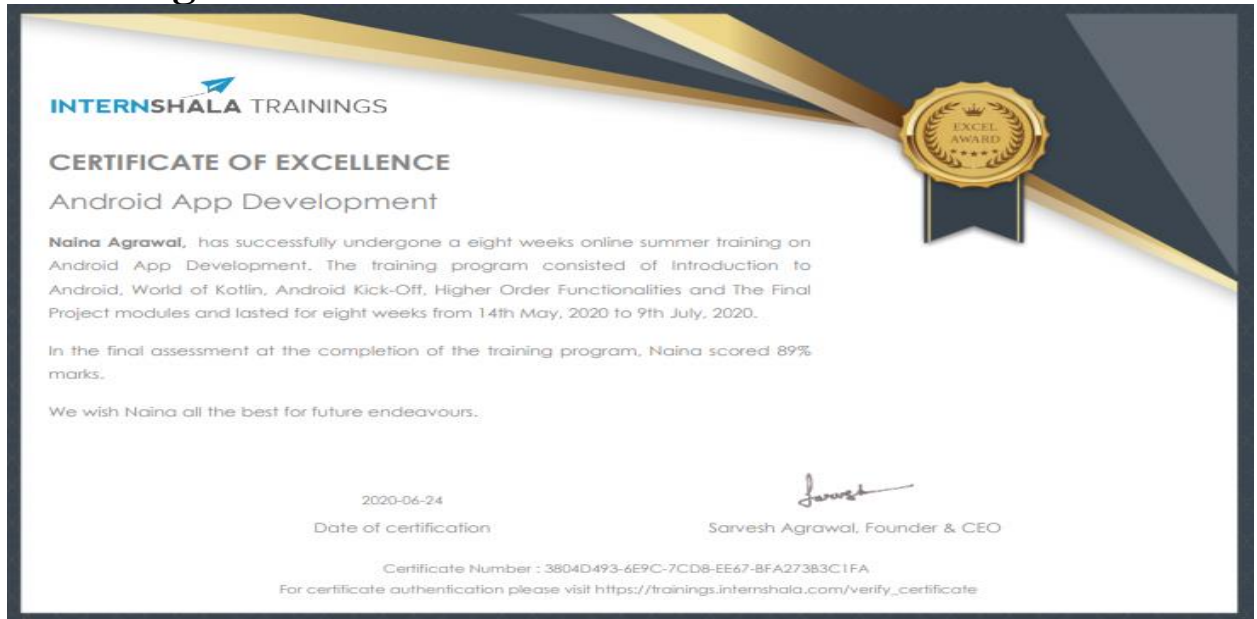 INTERNSHALA TRAININGS
EXCEL
AWARD
CERTIFICATE OF EXCELLENCE
Android App Development
Naina Agrawal, has successfully undergone a eight weeks online summer training on
Android App Development. The training program consisted of Introduction to
Android, World of Kotlin, Android Kick-Off, Higher Order Functionalities and The Final
Project modules and lasted for eight weeks from 14th May, 2020 to 9th July, 2020.
In the final assessment at the completion of the training program, Naina scored 89%
marks.
We wish Naina all the best for future endeavours.
2020-06-24
Date of certification
Sarvesh
Sarvesh Agrawal, Founder & CEO
Certificate Number : 3804D493-6E9C-7CD8-EE67-BFA273B3C1FA
For certificate authentication please visit https://trainings.internshala.com/verify_certificate